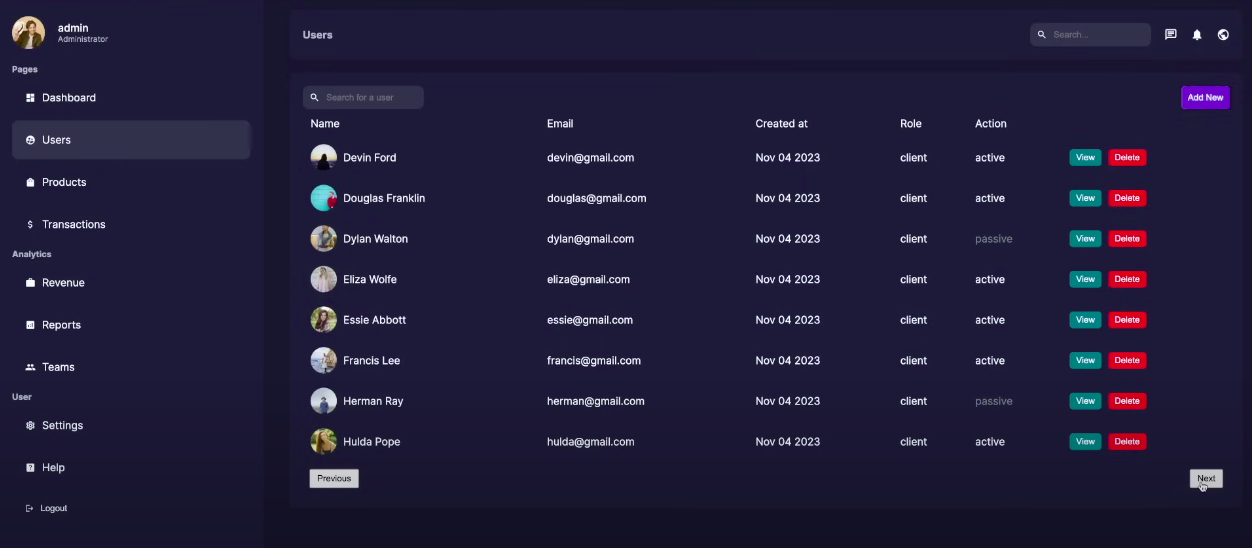 admin
Administrator
Pages
Dashboard
Users
Products
Transactions
Analytics
Revenue
Reports
Teams
User
Settings
Help
Logout
Users
Search...
Search for a user
Add New
Name Email Created at Role Action
Devin Ford devin@gmail.com Nov 04 2023 client active View Delete
Douglas Franklin douglas@gmail.com Nov 04 2023 client active View Delete
Dylan Walton dylan@gmail.com Nov 04 2023 client passive View Delete
Eliza Wolfe eliza@gmail.com Nov 04 2023 client active View Delete
Essie Abbott essie@gmail.com Nov 04 2023 client active View Delete
Francis Lee francis@gmail.com Nov 04 2023 client active View Delete
Herman Ray herman@gmail.com Nov 04 2023 client passive View Delete
Hulda Pope hulda@gmail.com Nov 04 2023 client active View Delete
Previous Next